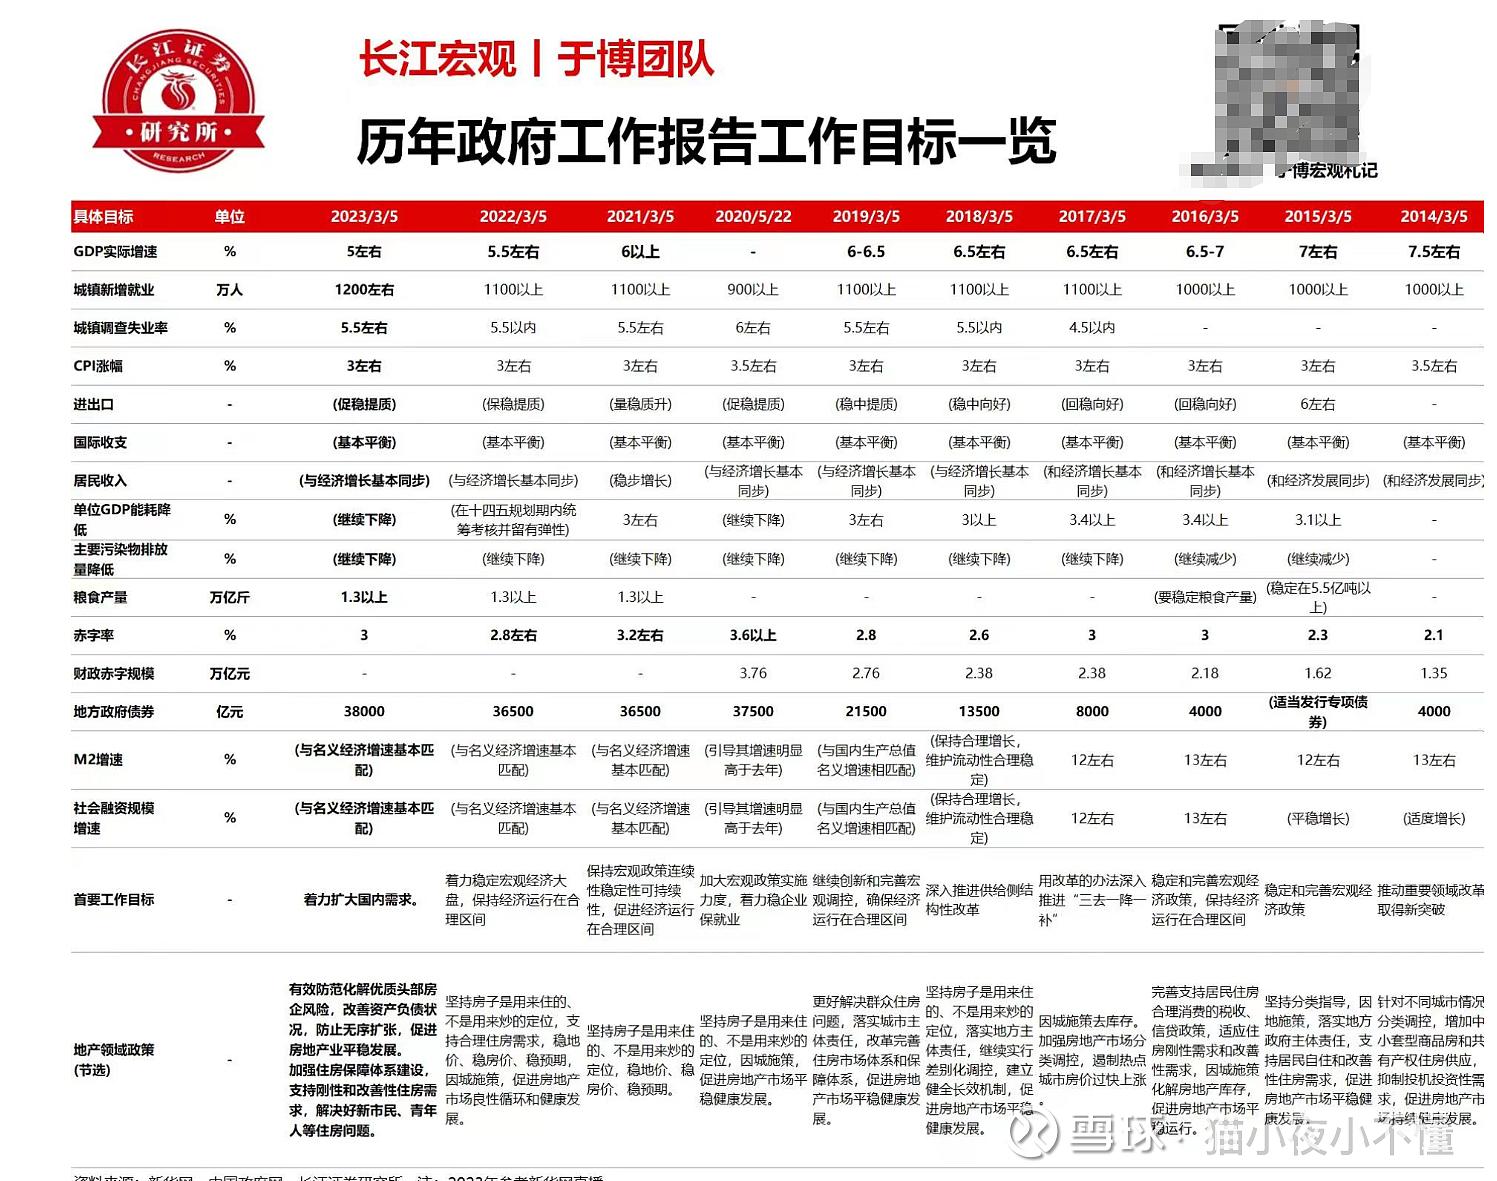 长江证券
CHANGJIANG SECURITIES
研究所
RESEARCH
长江宏观丨于博团队
历年政府工作报告工作目标一览
于博宏观札记
具体目标 单位 2023/3/5 2022/3/5 2021/3/5 2020/5/22 2019/3/5 2018/3/5 2017/3/5 2016/3/5 2015/3/5 2014/3/5
GDP实际增速 % 5左右 5.5左右 6以上 - 6-6.5 6.5左右 6.5左右 6.5-7 7左右 7.5左右
城镇新增就业 万人 1200左右 1100以上 1100以上 900以上 1100以上 1100以上 1100以上 1000以上 1000以上 1000以上
城镇调查失业率 % 5.5左右 5.5以内 5.5左右 6左右 5.5左右 5.5以内 4.5以内 - - -
CPI涨幅 % 3左右 3左右 3左右 3.5左右 3左右 3左右 3左右 3左右 3左右 3.5左右
进出口 - (促稳提质) (保稳提质) (量稳质升) (促稳提质) (稳中提质) (稳中向好) (回稳向好) (回稳向好) 6左右 -
国际收支 - (基本平衡) (基本平衡) (基本平衡) (基本平衡) (基本平衡) (基本平衡) (基本平衡) (基本平衡) (基本平衡) (基本平衡)
居民收入 - (与经济增长基本同步) (与经济增长基本同步) (稳步增长) (与经济增长基本同步) (与经济增长基本同步) (与经济增长基本同步) (和经济增长基本同步) (和经济增长基本同步) (和经济发展同步) (和经济发展同步)
单位GDP能耗降低 % (继续下降) (在十四五规划期内统筹考核并留有弹性) 3左右 (继续下降) 3左右 3以上 3.4以上 3.4以上 3.1以上 -
主要污染物排放量降低 % (继续下降) (继续下降) (继续下降) (继续下降) (继续下降) (继续下降) (继续下降) (继续减少) (继续减少) -
粮食产量 万亿斤 1.3以上 1.3以上 1.3以上 - - - - (要稳定粮食产量) (稳定在5.5亿吨以上) -
赤字率 % 3 2.8左右 3.2左右 3.6以上 2.8 2.6 3 3 2.3 2.1
财政赤字规模 万亿元 - - - 3.76 2.76 2.38 2.38 2.18 1.62 1.35
地方政府债券 亿元 38000 36500 36500 37500 21500 13500 8000 4000 (适当发行专项债券) 4000
M2增速 % (与名义经济增速基本匹配) (与名义经济增速基本匹配) (与名义经济增速基本匹配) (引导其增速明显高于去年) (与国内生产总值名义增速相匹配) (保持合理增长，维护流动性合理稳定) 12左右 13左右 12左右 13左右
社会融资规模增速 % (与名义经济增速基本匹配) (与名义经济增速基本匹配) (与名义经济增速基本匹配) (引导其增速明显高于去年) (与国内生产总值名义增速相匹配) (保持合理增长，维护流动性合理稳定) 12左右 13左右 (平稳增长) (适度增长)
首要工作目标 - 着力扩大国内需求。 着力稳定宏观经济大盘，保持经济运行在合理区间 保持宏观政策连续性稳定性可持续性，促进经济运行在合理区间 加大宏观政策实施力度，着力稳企业保就业 继续创新和完善宏观调控，确保经济运行在合理区间 深入推进供给侧结构性改革 用改革的办法深入推进“三去一降一补” 稳定和完善宏观经济政策，保持经济运行在合理区间 稳定和完善宏观经济政策 推动重要领域改革取得新突破
地产领域政策(节选) - 有效防范化解优质头部房企风险，改善资产负债状况，防止无序扩张，促进房地产业平稳发展。加强住房保障体系建设，支持刚性和改善性住房需求，解决好新市民、青年人等住房问题。 坚持房子是用来住的、不是用来炒的定位，支持合理住房需求，稳地价、稳房价、稳预期，因城施策，促进房地产市场良性循环和健康发展。 坚持房子是用来住的、不是用来炒的定位，稳地价、稳房价、稳预期。 坚持房子是用来住的、不是用来炒的定位，因城施策，促进房地产市场平稳健康发展。 更好解决群众住房问题，落实城市主体责任，改革完善住房市场体系和保障体系，促进房地产市场平稳健康发展。 坚持房子是用来住的、不是用来炒的定位，落实地方主体责任，继续实行差别化调控，建立健全长效机制，促进房地产市场平稳健康发展。 因城施策去库存。加强房地产市场分类调控，遏制热点城市房价过快上涨。 完善支持居民住房合理消费的税收、信贷政策，适应住房刚性需求和改善性需求，因城施策化解房地产库存，促进房地产市场平稳运行。 坚持分类指导，因地施策，落实地方政府主体责任，支持居民自住和改善性住房需求，促进房地产市场平稳健康发展。 针对不同城市情况分类调控，增加中小套型商品房和共有产权住房供应，抑制投机投资性需求，促进房地产市场持续健康发展。
雪球：猫小夜小不懂
资料来源：新华网，中国政府网，长江证券研究所，注：2023年参考新华网直播